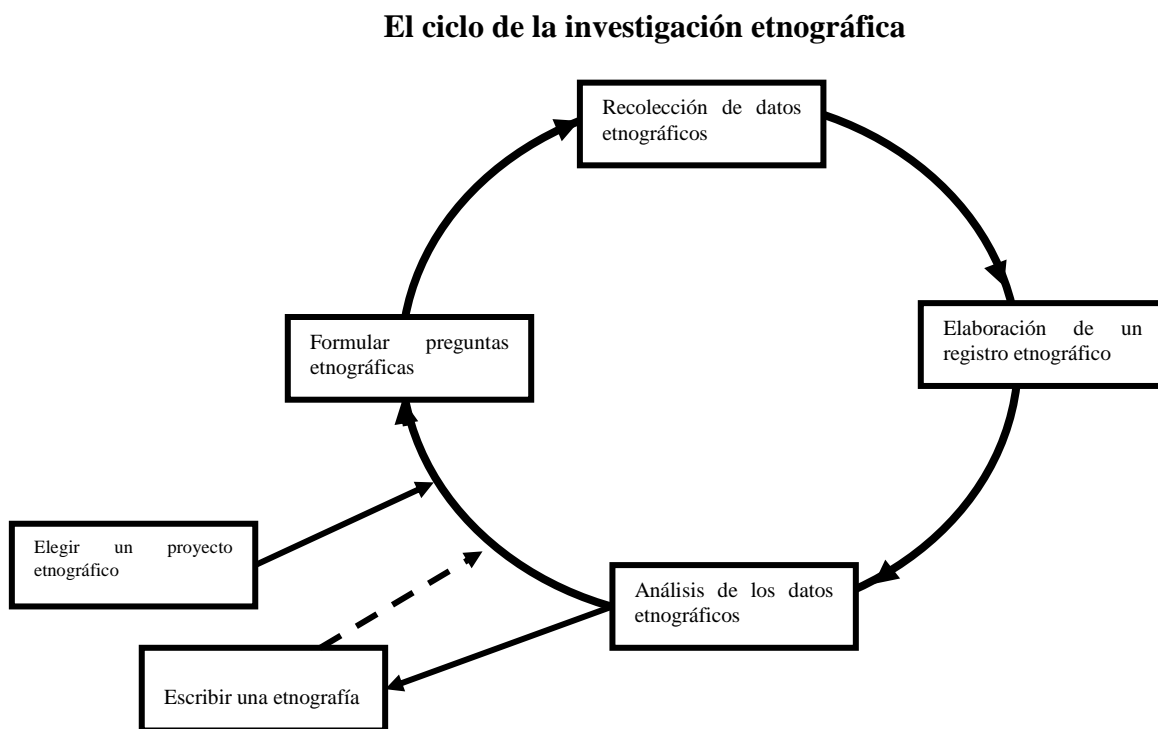 El ciclo de la investigación etnográfica
Recolección de datos
etnográficos
Formular preguntas
etnográficas
Elaboración de un
registro etnográfico
Elegir un proyecto
etnográfico
Análisis de los datos
etnográficos
Escribir una etnografía